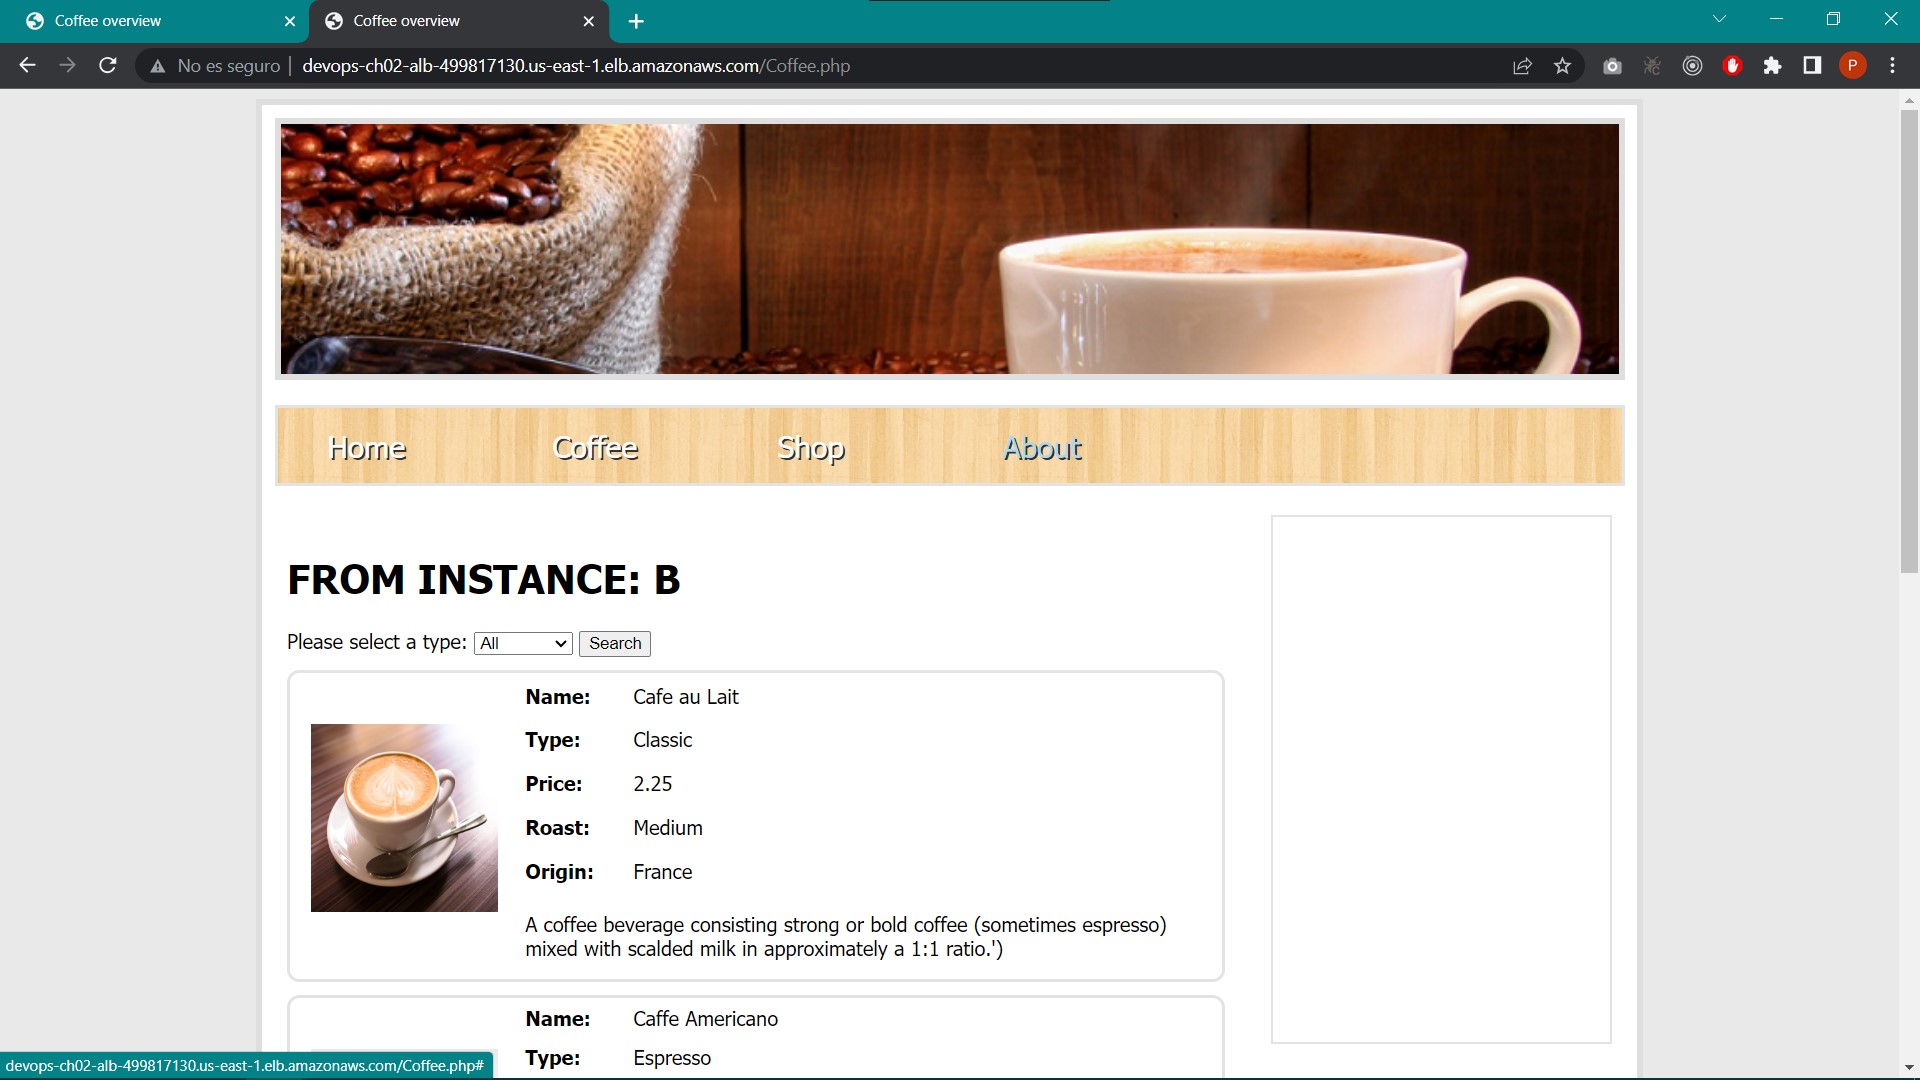 Coffee overview
Coffee overview
No es seguro | devops-ch02-alb-499817130.us-east-1.elb.amazonaws.com/Coffee.php
P
Home Coffee Shop About
FROM INSTANCE: B
Please select a type: All Search
Name: Cafe au Lait
Type: Classic
Price: 2.25
Roast: Medium
Origin: France
A coffee beverage consisting strong or bold coffee (sometimes espresso)
mixed with scalded milk in approximately a 1:1 ratio.')
Name: Caffe Americano
Type: Espresso
devops-ch02-alb-499817130.us-east-1.elb.amazonaws.com/Coffee.php#